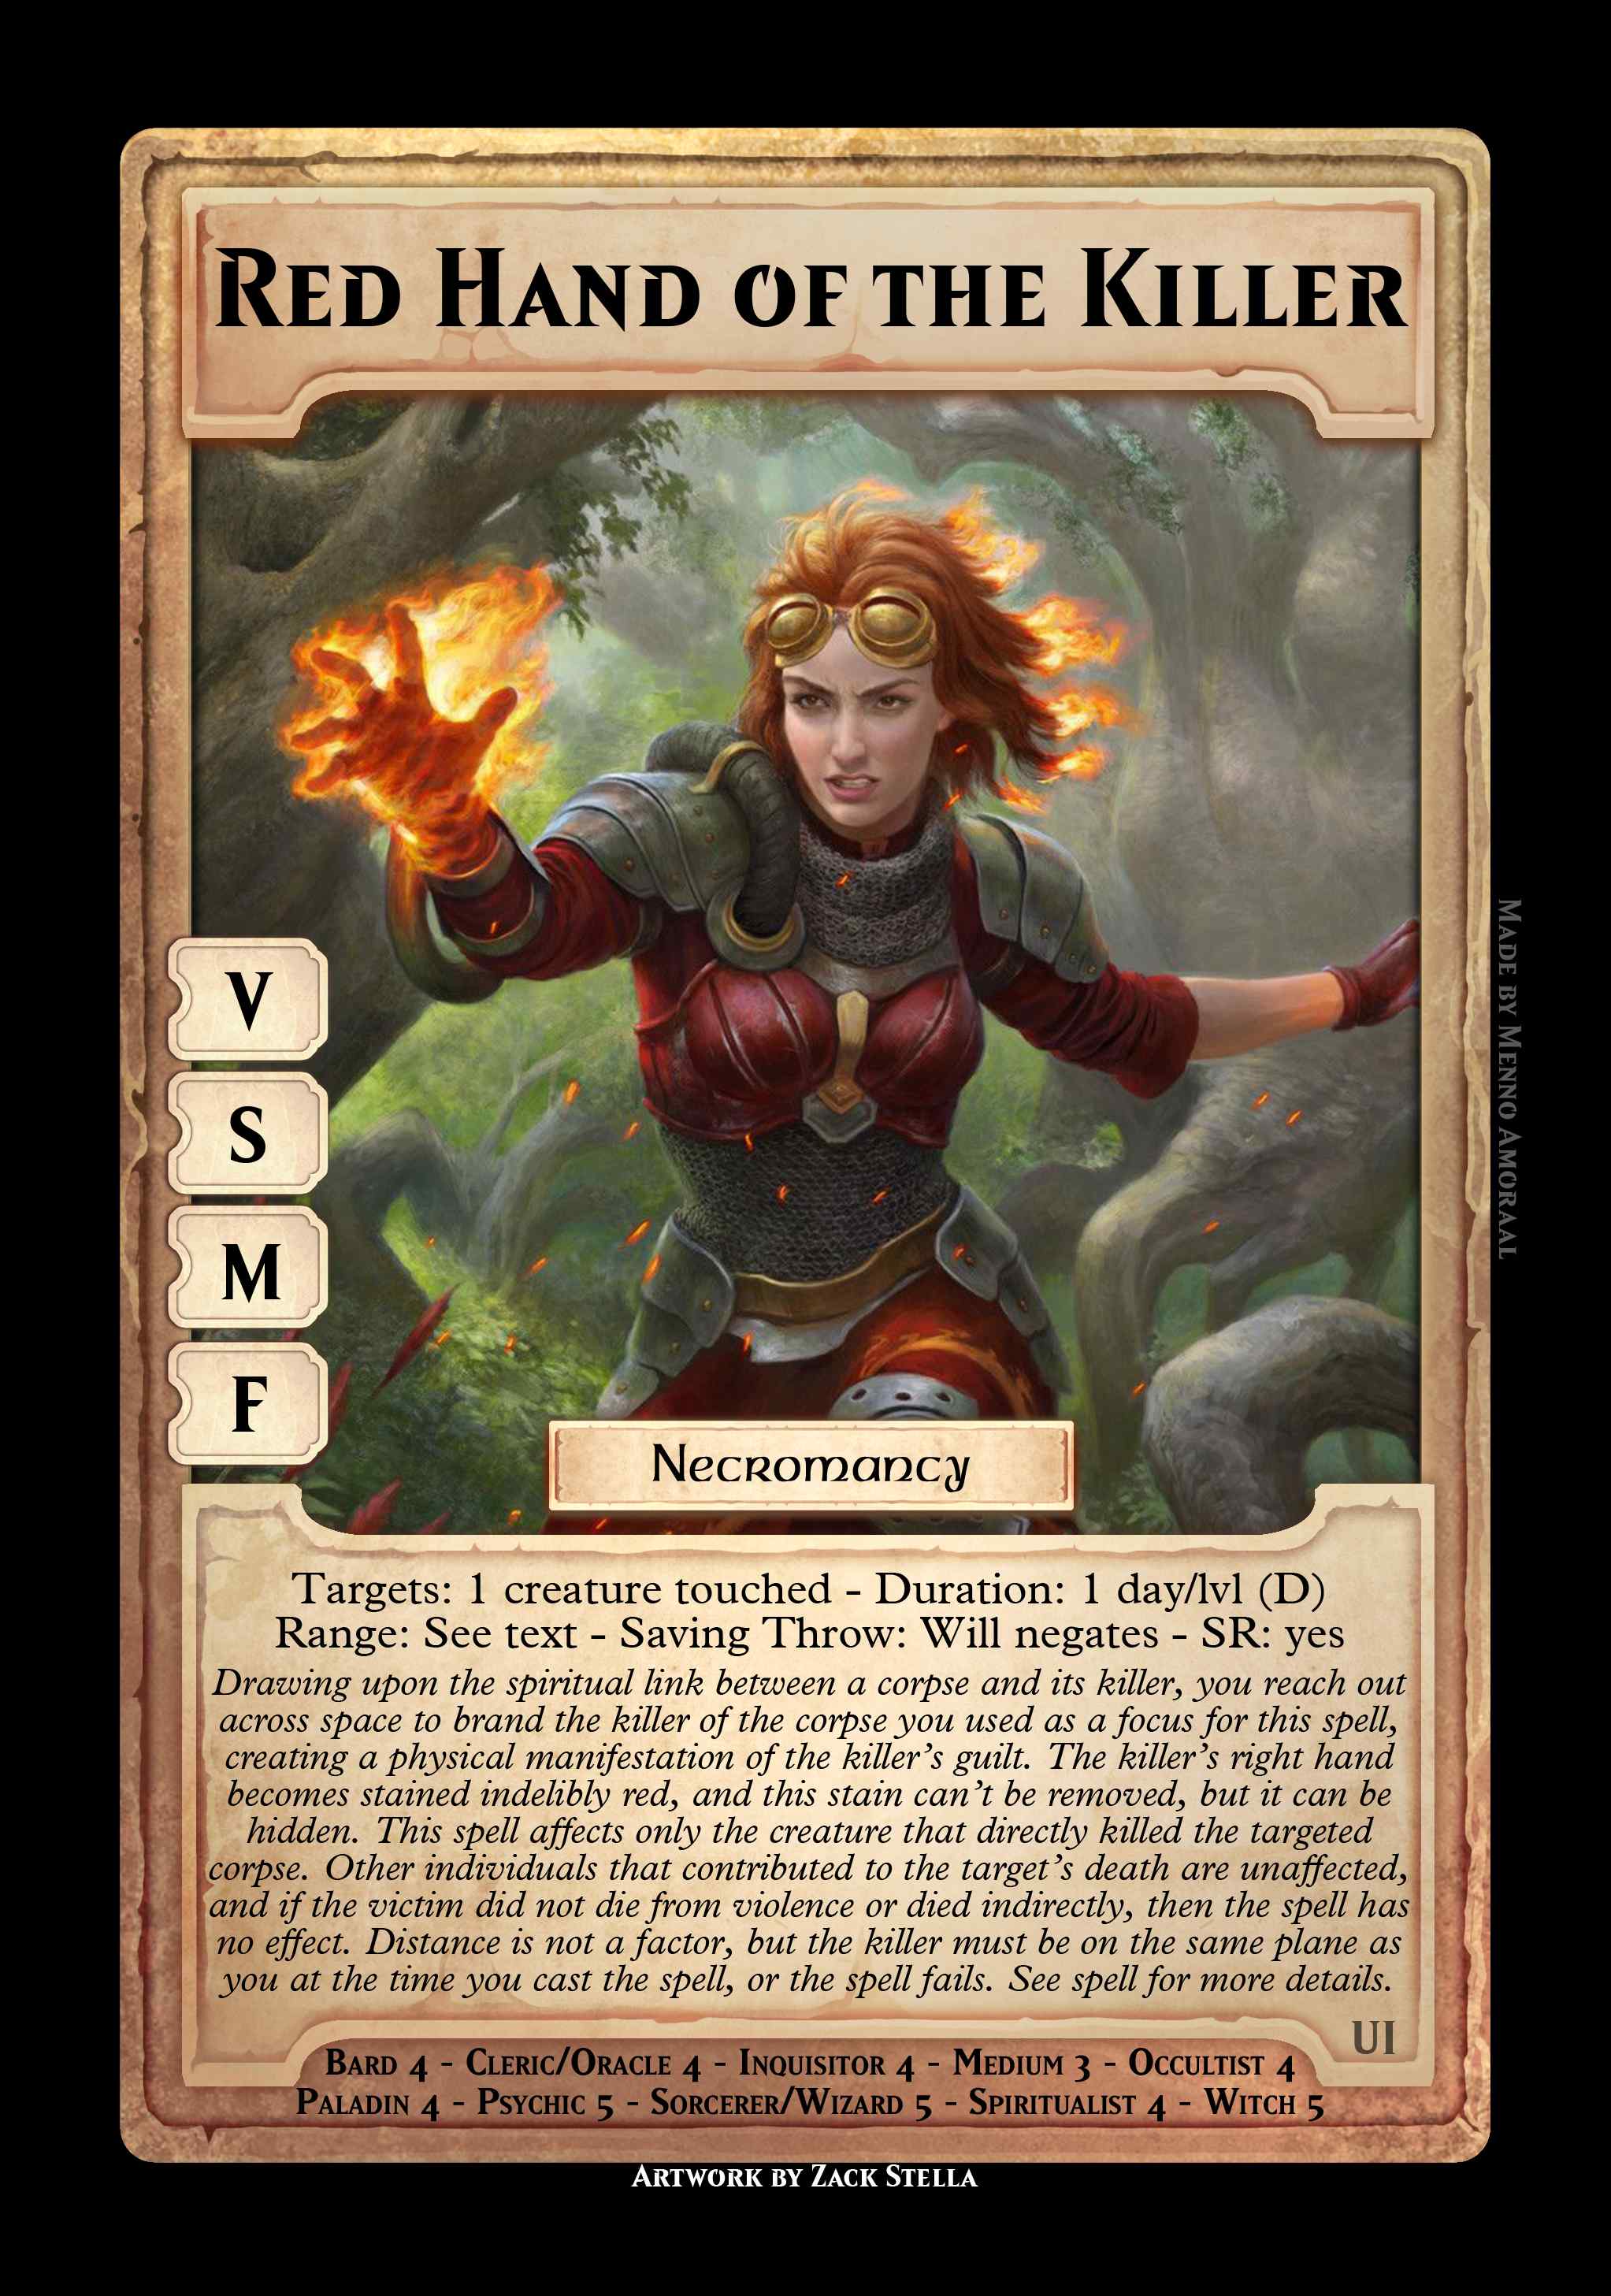 Red Hand of the Killer
V
S
M
F
Necromancy
Targets: 1 creature touched - Duration: 1 day/lvl (D)
Range: See text - Saving Throw: Will negates - SR: yes
Drawing upon the spiritual link between a corpse and its killer, you reach out
across space to brand the killer of the corpse you used as a focus for this spell,
creating a physical manifestation of the killer's guilt. The killer's right hand
becomes stained indelibly red, and this stain can't be removed, but it can be
hidden. This spell affects only the creature that directly killed the targeted
corpse. Other individuals that contributed to the target's death are unaffected,
and if the victim did not die from violence or died indirectly, then the spell has
no effect. Distance is not a factor, but the killer must be on the same plane as
you at the time you cast the spell, or the spell fails. See spell for more details.
UI
Bard 4 - Cleric/Oracle 4 - Inquisitor 4 - Medium 3 - Occultist 4
Paladin 4 - Psychic 5 - Sorcerer/Wizard 5 - Spiritualist 4 - Witch 5
Artwork by Zack Stella
Made by Menno Amoraal